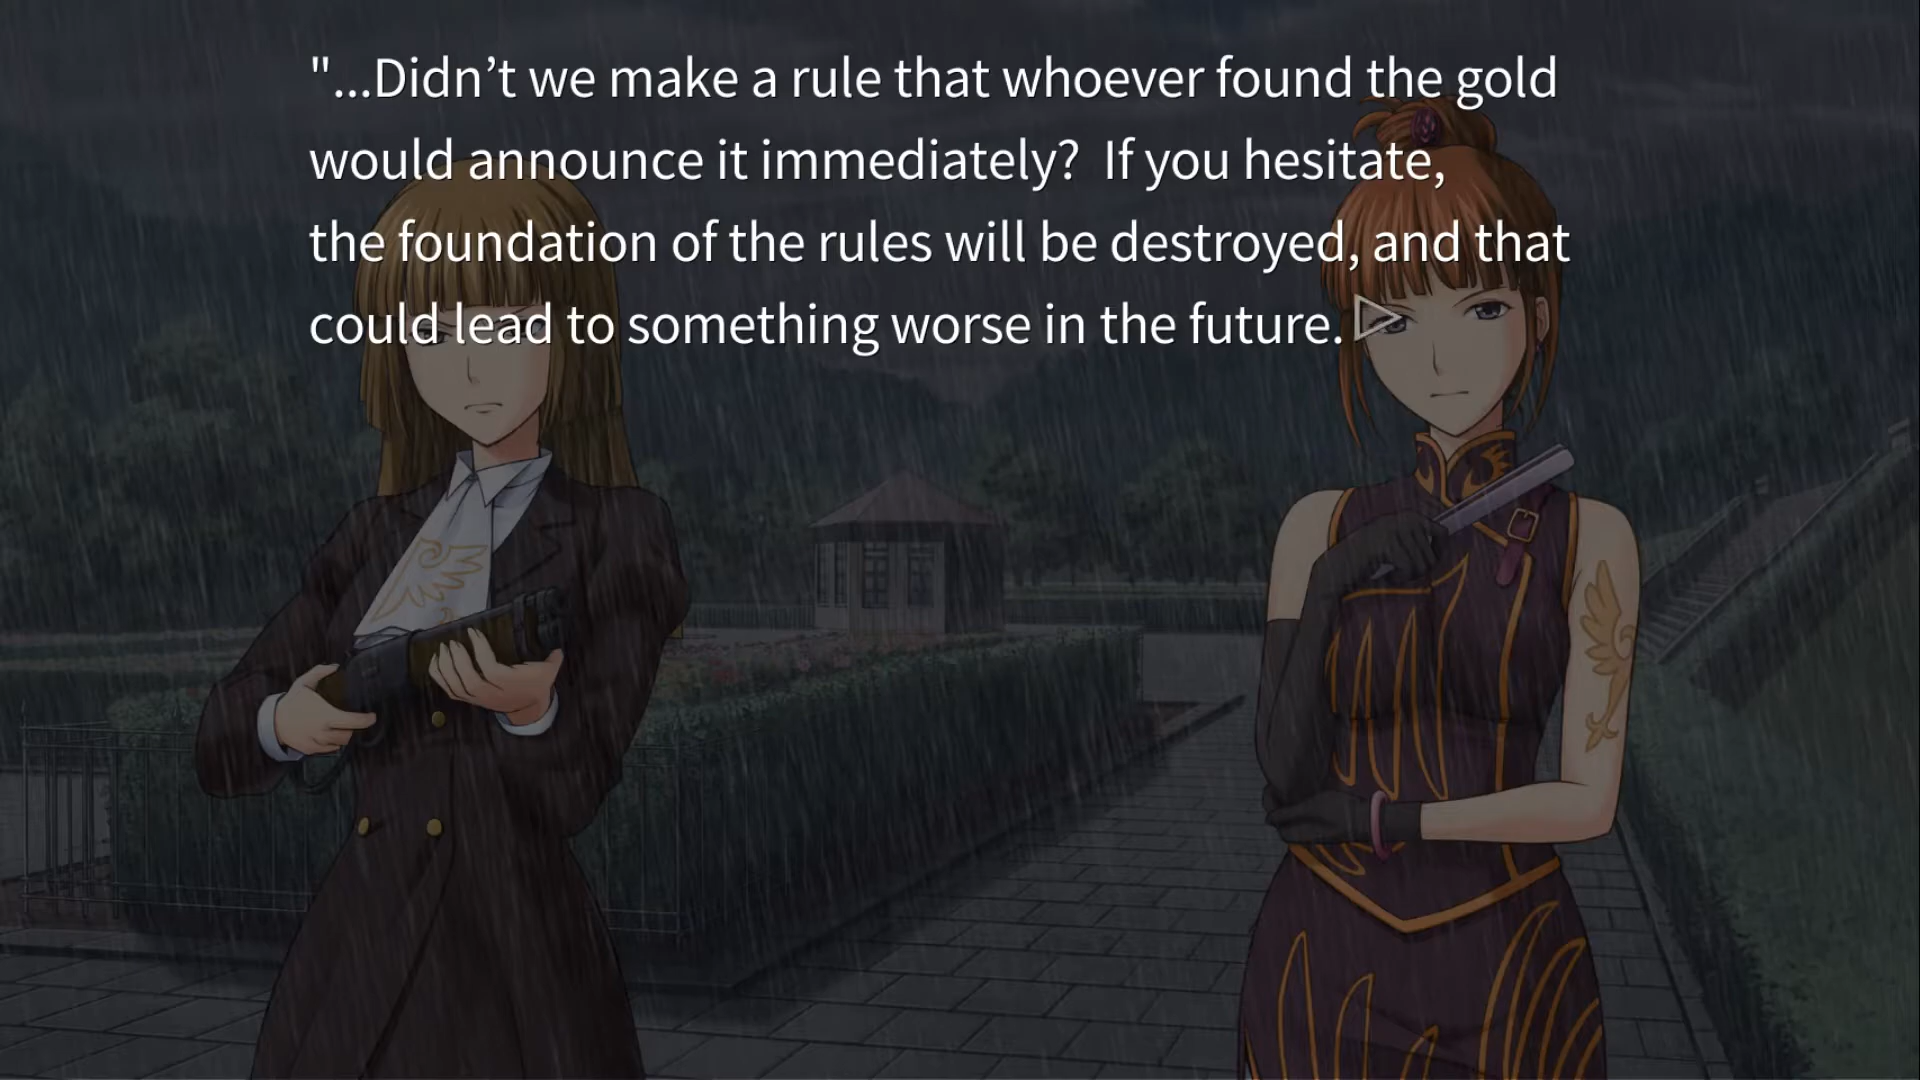 "...Didn’t we make a rule that whoever found the gold
would announce it immediately?  If you hesitate,
the foundation of the rules will be destroyed, and that
could lead to something worse in the future.